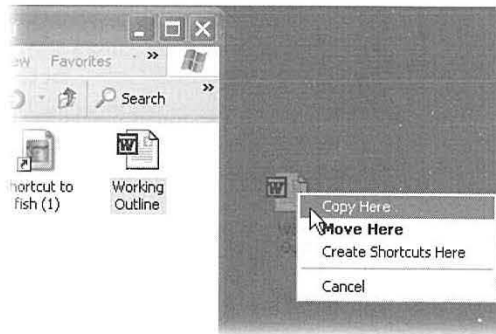 ew Favorites »
Search »
hortcut to
fish (1)
Working
Outline
W
Copy Here
Move Here
Create Shortcuts Here
Cancel